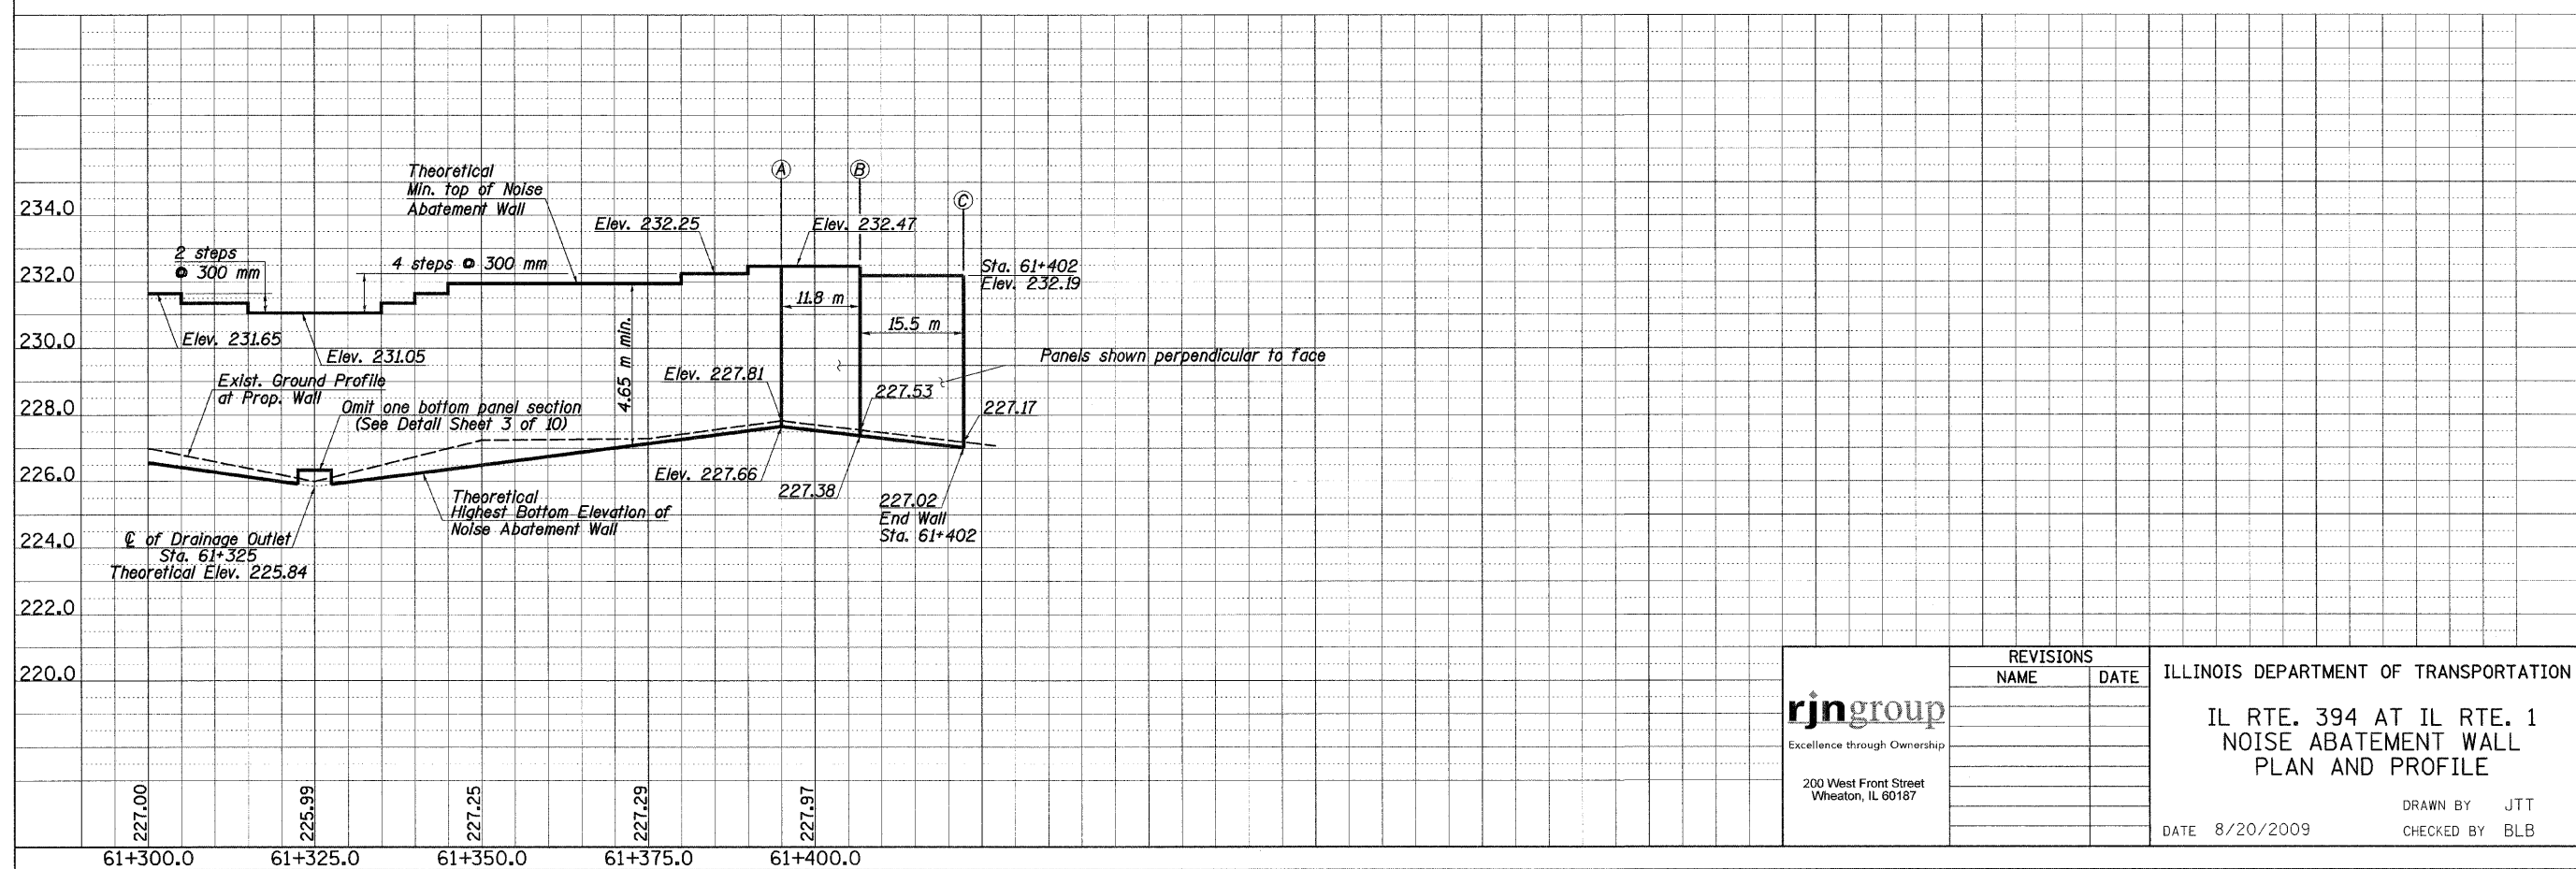 234.0
232.0
230.0
228.0
226.0
224.0
222.0
220.0
2 steps
@ 300 mm
4 steps @ 300 mm
Theoretical
Min. top of Noise
Abatement Wall
Elev. 232.25
Elev. 232.47
A
B
C
Sta. 61+402
Elev. 232.19
11.8 m
15.5 m
4.65 m min.
Elev. 231.65
Elev. 231.05
Panels shown perpendicular to face
Exist. Ground Profile
at Prop. Wall
Omit one bottom panel section
(See Detail Sheet 3 of 10)
Elev. 227.81
227.53
227.17
Elev. 227.66
227.38
227.02
End Wall
Sta. 61+402
Theoretical
Highest Bottom Elevation of
Noise Abatement Wall
℄ of Drainage Outlet
Sta. 61+325
Theoretical Elev. 225.84
227.00
225.99
227.25
227.29
227.97
61+300.0
61+325.0
61+350.0
61+375.0
61+400.0
rjngroup
Excellence through Ownership
200 West Front Street
Wheaton, IL 60187
REVISIONS
NAME DATE
ILLINOIS DEPARTMENT OF TRANSPORTATION
IL RTE. 394 AT IL RTE. 1
NOISE ABATEMENT WALL
PLAN AND PROFILE
DRAWN BY JTT
DATE 8/20/2009
CHECKED BY BLB